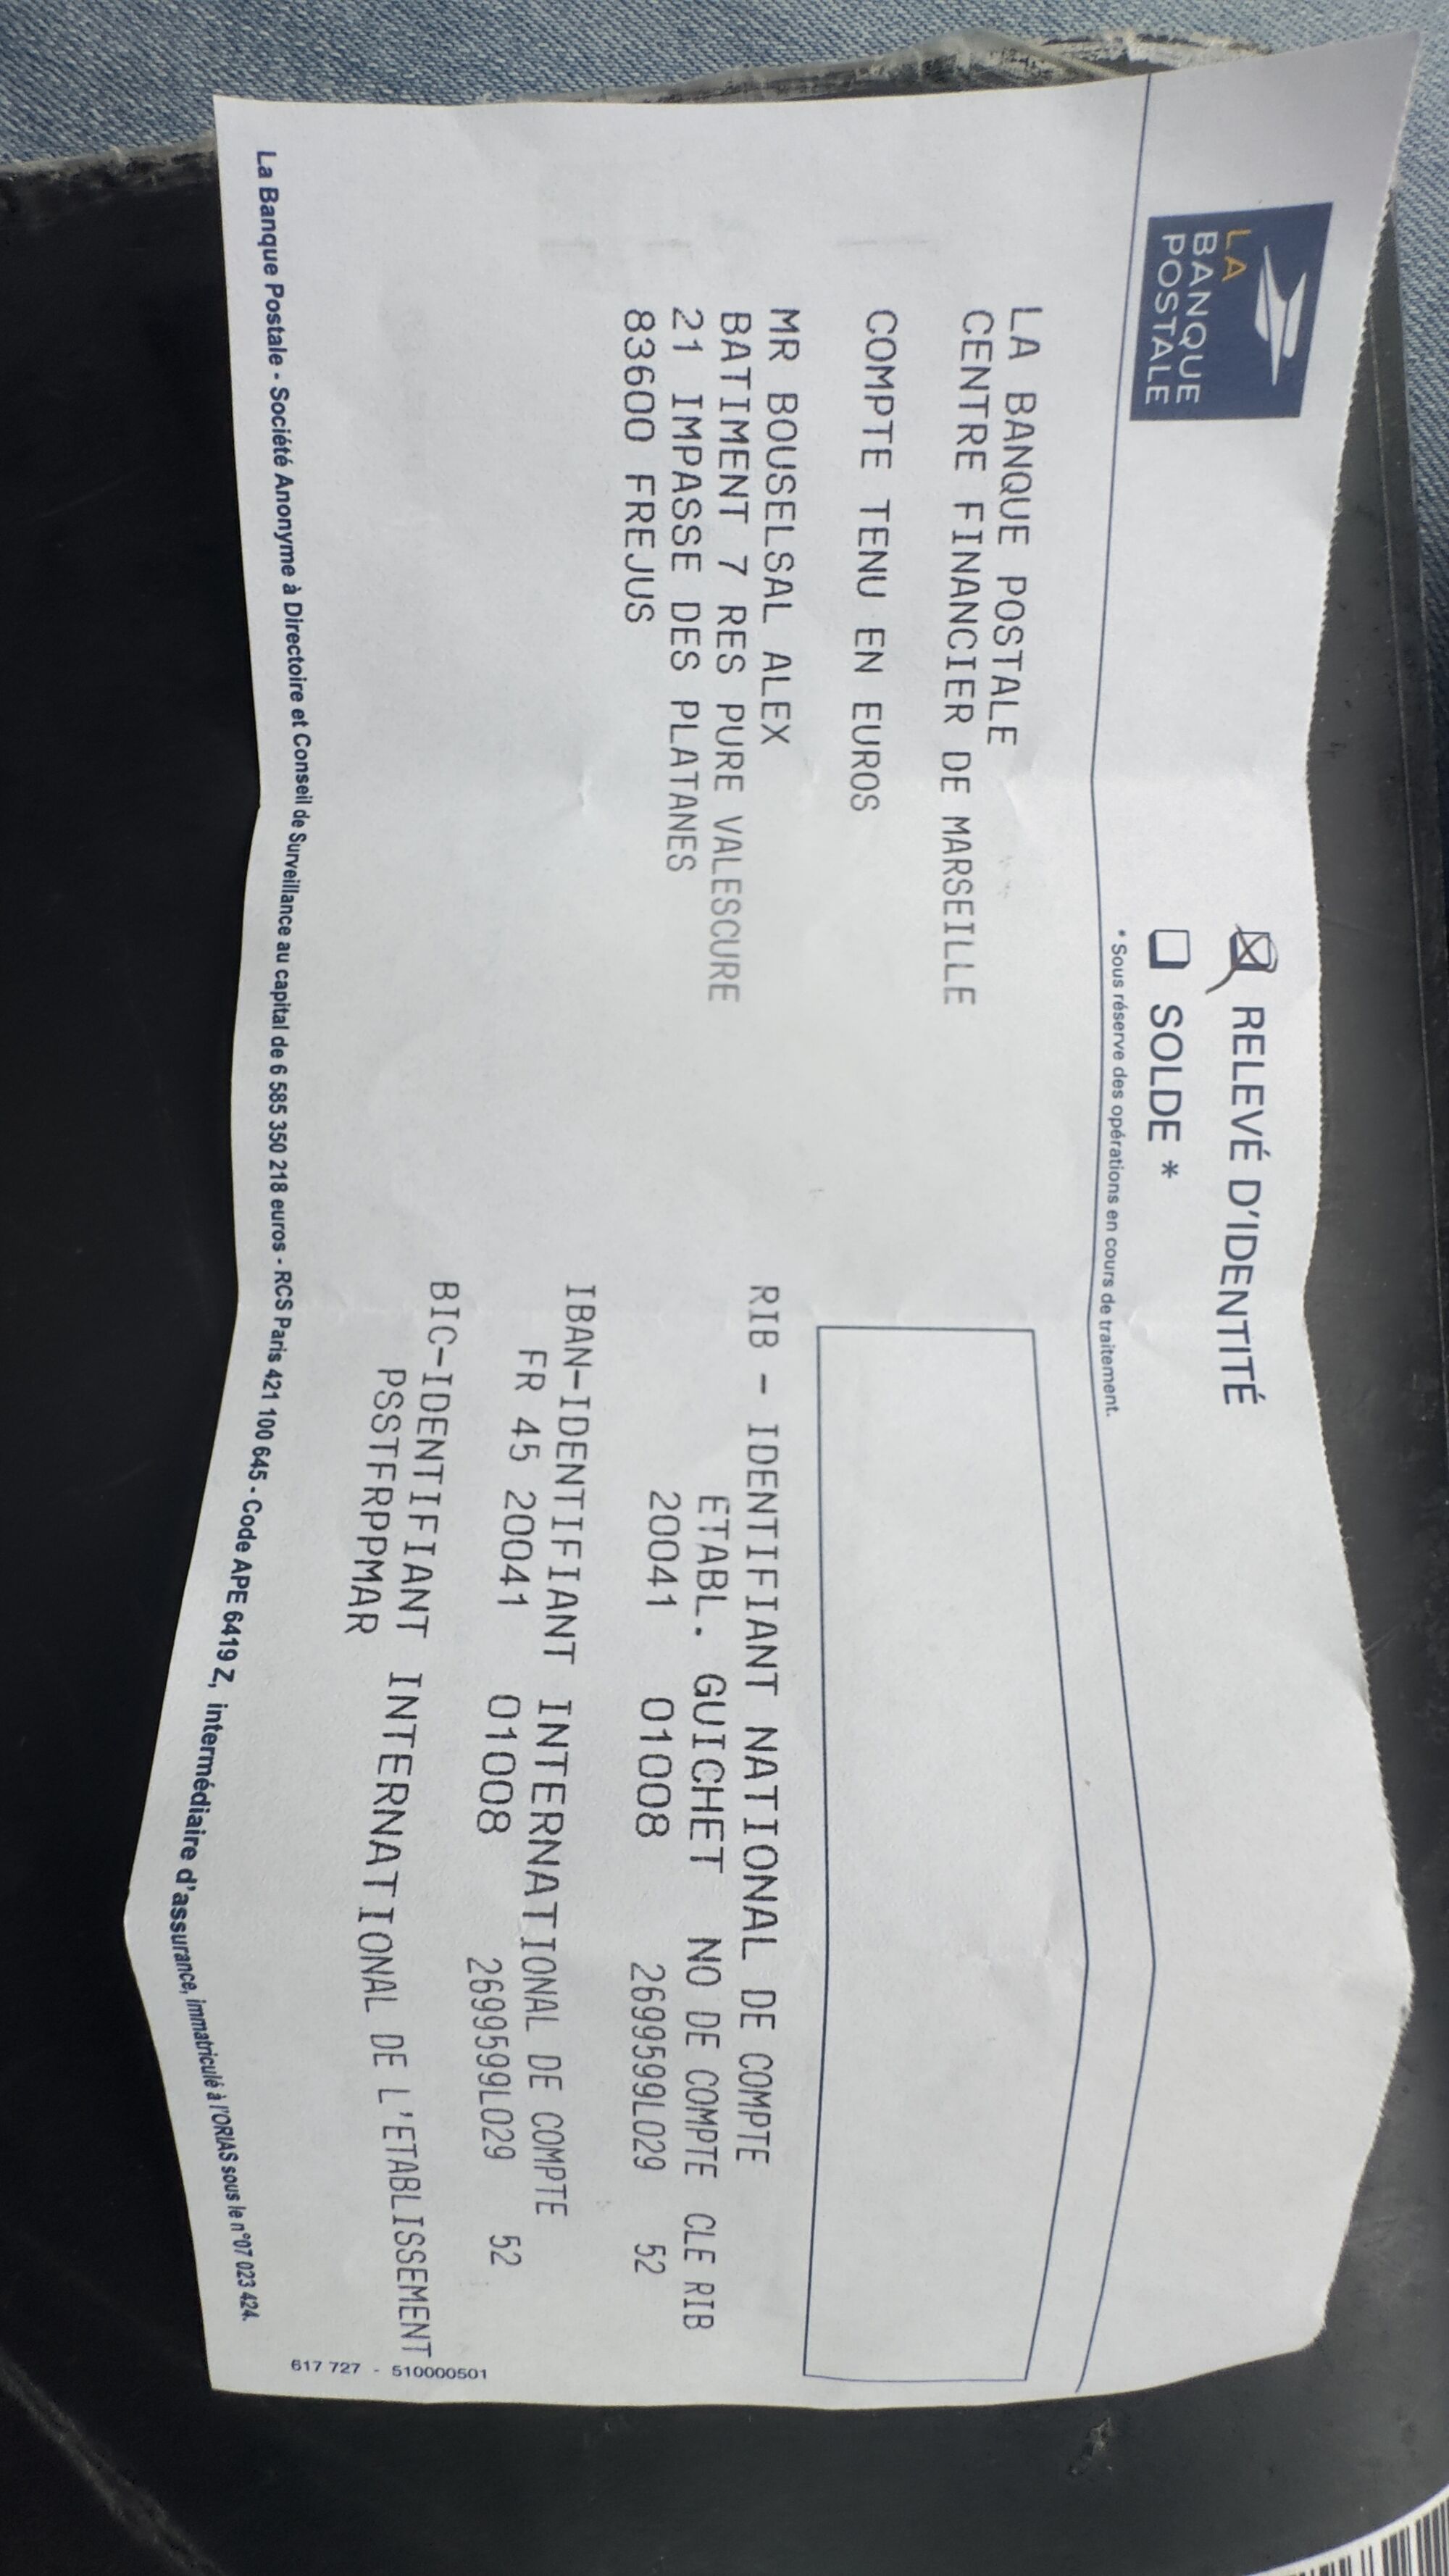 LA
BANQUE
POSTALE
RELEVÉ D'IDENTITÉ
SOLDE *
* Sous réserve des opérations en cours de traitement.
LA BANQUE POSTALE
CENTRE FINANCIER DE MARSEILLE
COMPTE TENU EN EUROS
MR BOUSELSAL ALEX
BATIMENT 7 RES PURE VALESCURE
21 IMPASSE DES PLATANES
83600 FREJUS
RIB - IDENTIFIANT NATIONAL DE COMPTE
ETABL. GUICHET NO DE COMPTE CLE RIB
20041 01008 2699599L029 52
IBAN-IDENTIFIANT INTERNATIONAL DE COMPTE
FR 45 20041 01008 2699599L029 52
BIC-IDENTIFIANT INTERNATIONAL DE L'ETABLISSEMENT
PSSTFRPPMAR
617 727 - 510000501
La Banque Postale - Société Anonyme à Directoire et Conseil de Surveillance au capital de 6 585 350 218 euros - RCS Paris 421 100 645 - Code APE 6419 Z, intermédiaire d'assurance, immatriculé à l'ORIAS sous le n°07 023 424.